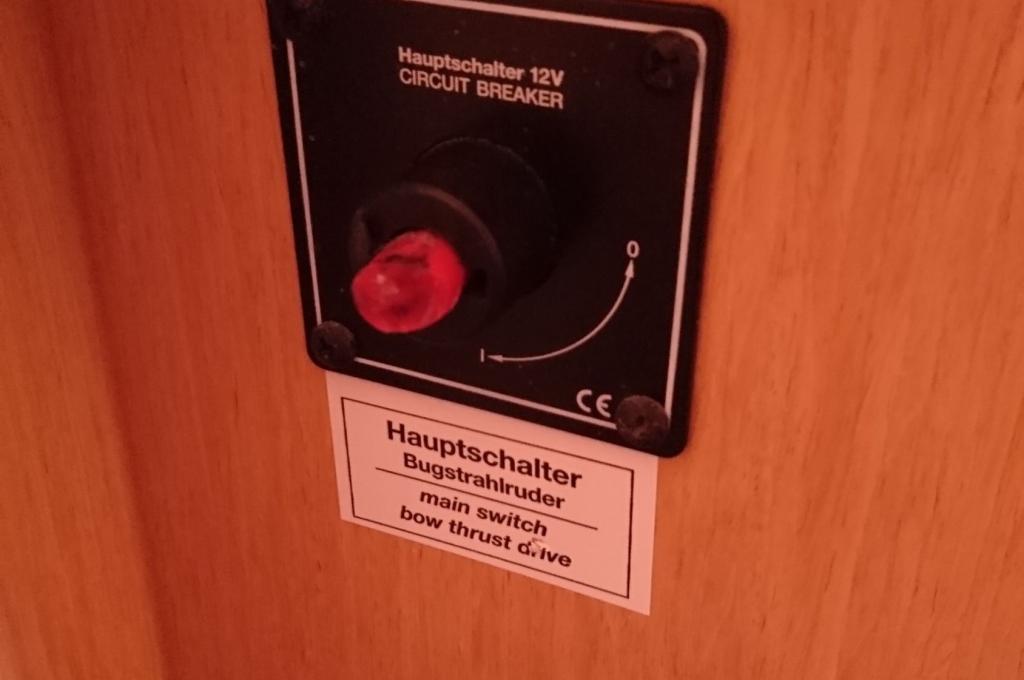 Hauptschalter 12V
CIRCUIT BREAKER
0
I
CE
Hauptschalter
Bugstrahlruder
main switch
bow thrust drive